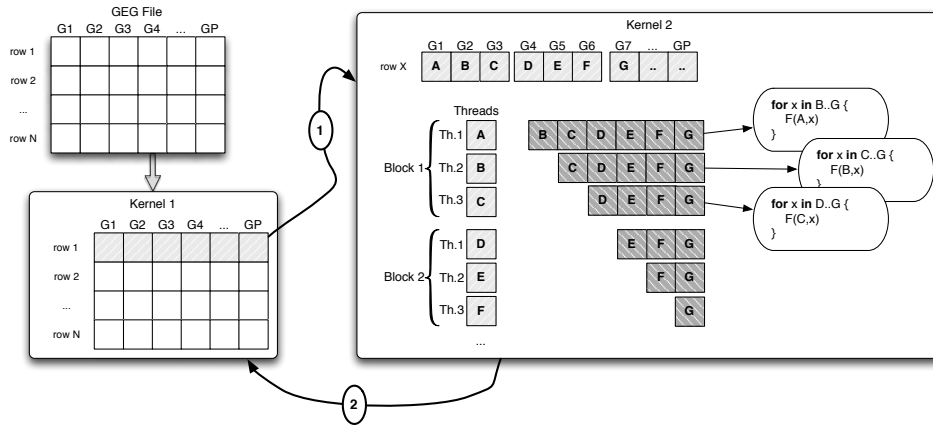 GEG File
G1 G2 G3 G4 ... GP
row 1
row 2
...
row N
Kernel 1
G1 G2 G3 G4 ... GP
row 1
row 2
...
row N
1
2
Kernel 2
G1 G2 G3 G4 G5 G6 G7 ... GP
row X A B C D E F G .. ..
Threads
Block 1
Th.1 A B C D E F G
Th.2 B C D E F G
Th.3 C D E F G
Block 2
Th.1 D E F G
Th.2 E F G
Th.3 F G
...
for x in B..G {
F(A,x)
}
for x in C..G {
F(B,x)
}
for x in D..G {
F(C,x)
}